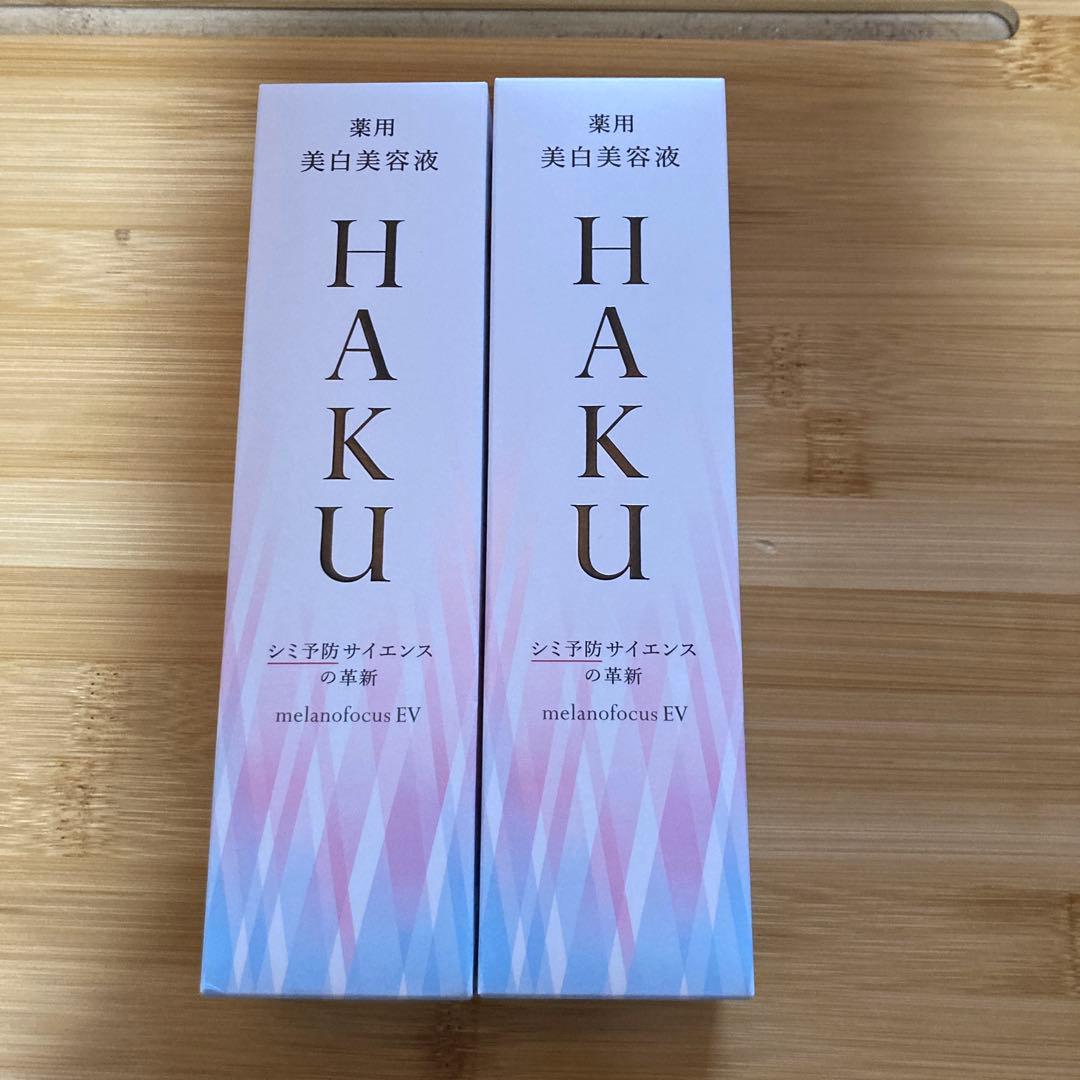 薬用
美白美容液
HAKU
シミ予防サイエンス
の革新
melanofocus EV
薬用
美白美容液
HAKU
シミ予防サイエンス
の革新
melanofocus EV